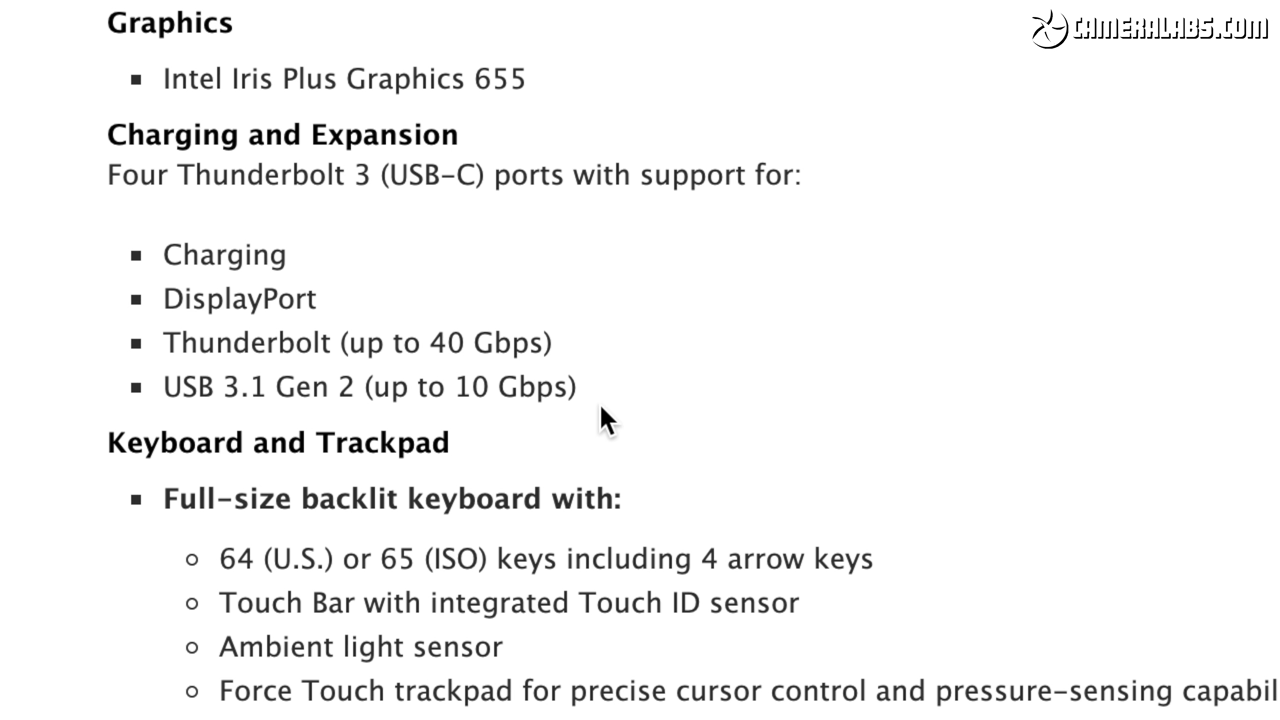 CAMERALABS.COM
Graphics
Intel Iris Plus Graphics 655
Charging and Expansion
Four Thunderbolt 3 (USB-C) ports with support for:
Charging
DisplayPort
Thunderbolt (up to 40 Gbps)
USB 3.1 Gen 2 (up to 10 Gbps)
Keyboard and Trackpad
Full-size backlit keyboard with:
64 (U.S.) or 65 (ISO) keys including 4 arrow keys
Touch Bar with integrated Touch ID sensor
Ambient light sensor
Force Touch trackpad for precise cursor control and pressure-sensing capabil